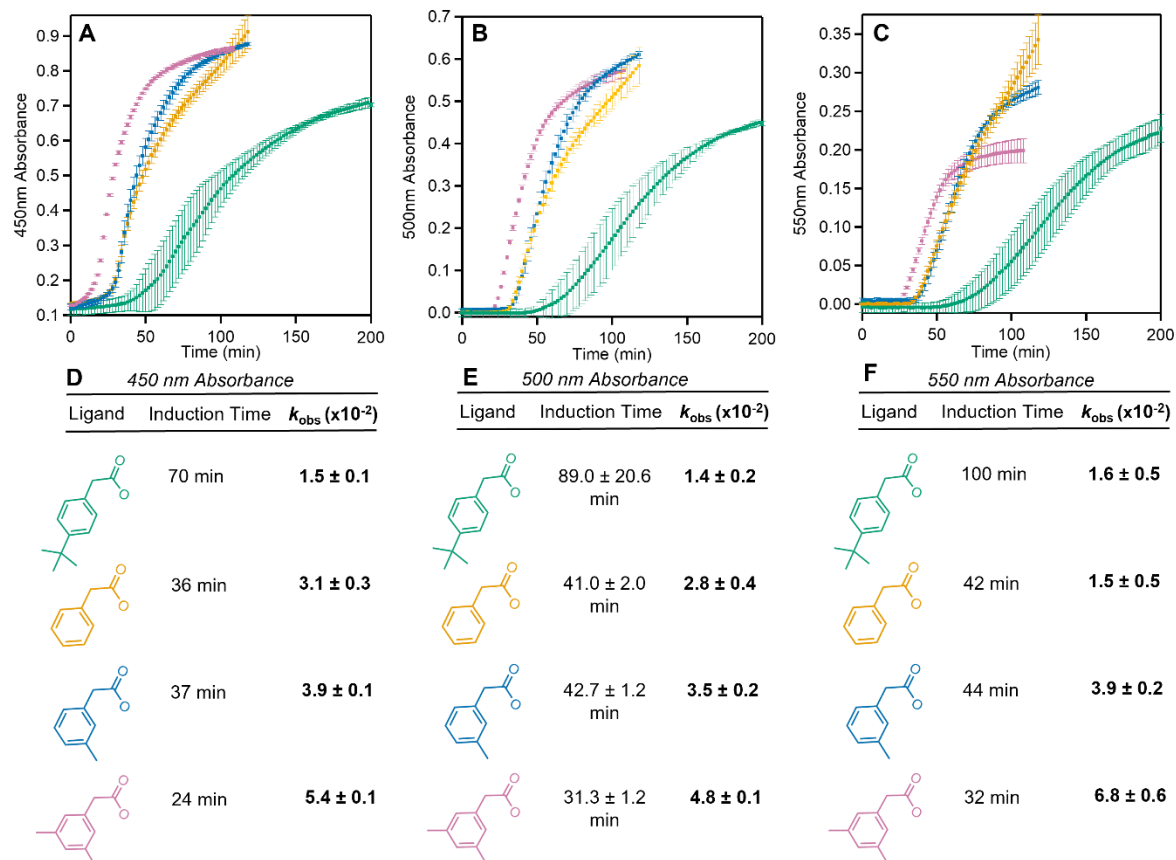 A
450nm Absorbance
0.9
0.8
0.7
0.6
0.5
0.4
0.3
0.2
0.1
0
50
100
150
200
Time (min)
B
500nm Absorbance
0.7
0.6
0.5
0.4
0.3
0.2
0.1
0.0
0
50
100
150
200
Time (min)
C
550nm Absorbance
0.35
0.30
0.25
0.20
0.15
0.10
0.05
0.00
0
50
100
150
200
Time (min)
D 450 nm Absorbance
Ligand Induction Time k_obs (x10⁻²)
O
O
70 min 1.5 ± 0.1
O
O
36 min 3.1 ± 0.3
O
O
37 min 3.9 ± 0.1
O
O
24 min 5.4 ± 0.1
E 500 nm Absorbance
Ligand Induction Time k_obs (x10⁻²)
O
O
89.0 ± 20.6 1.4 ± 0.2
min
O
O
41.0 ± 2.0 2.8 ± 0.4
min
O
O
42.7 ± 1.2 3.5 ± 0.2
min
O
O
31.3 ± 1.2 4.8 ± 0.1
min
F 550 nm Absorbance
Ligand Induction Time k_obs (x10⁻²)
O
O
100 min 1.6 ± 0.5
O
O
42 min 1.5 ± 0.5
O
O
44 min 3.9 ± 0.2
O
O
32 min 6.8 ± 0.6